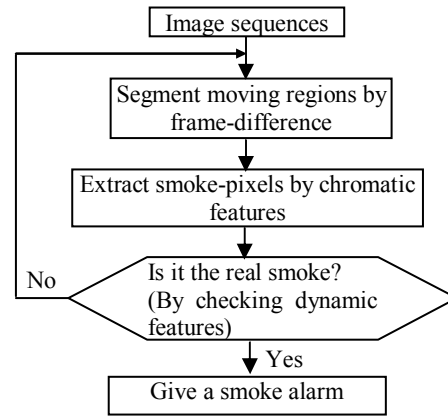 Image sequences
Segment moving regions by
frame-difference
Extract smoke-pixels by chromatic
features
Is it the real smoke?
(By checking dynamic
features)
No
Yes
Give a smoke alarm